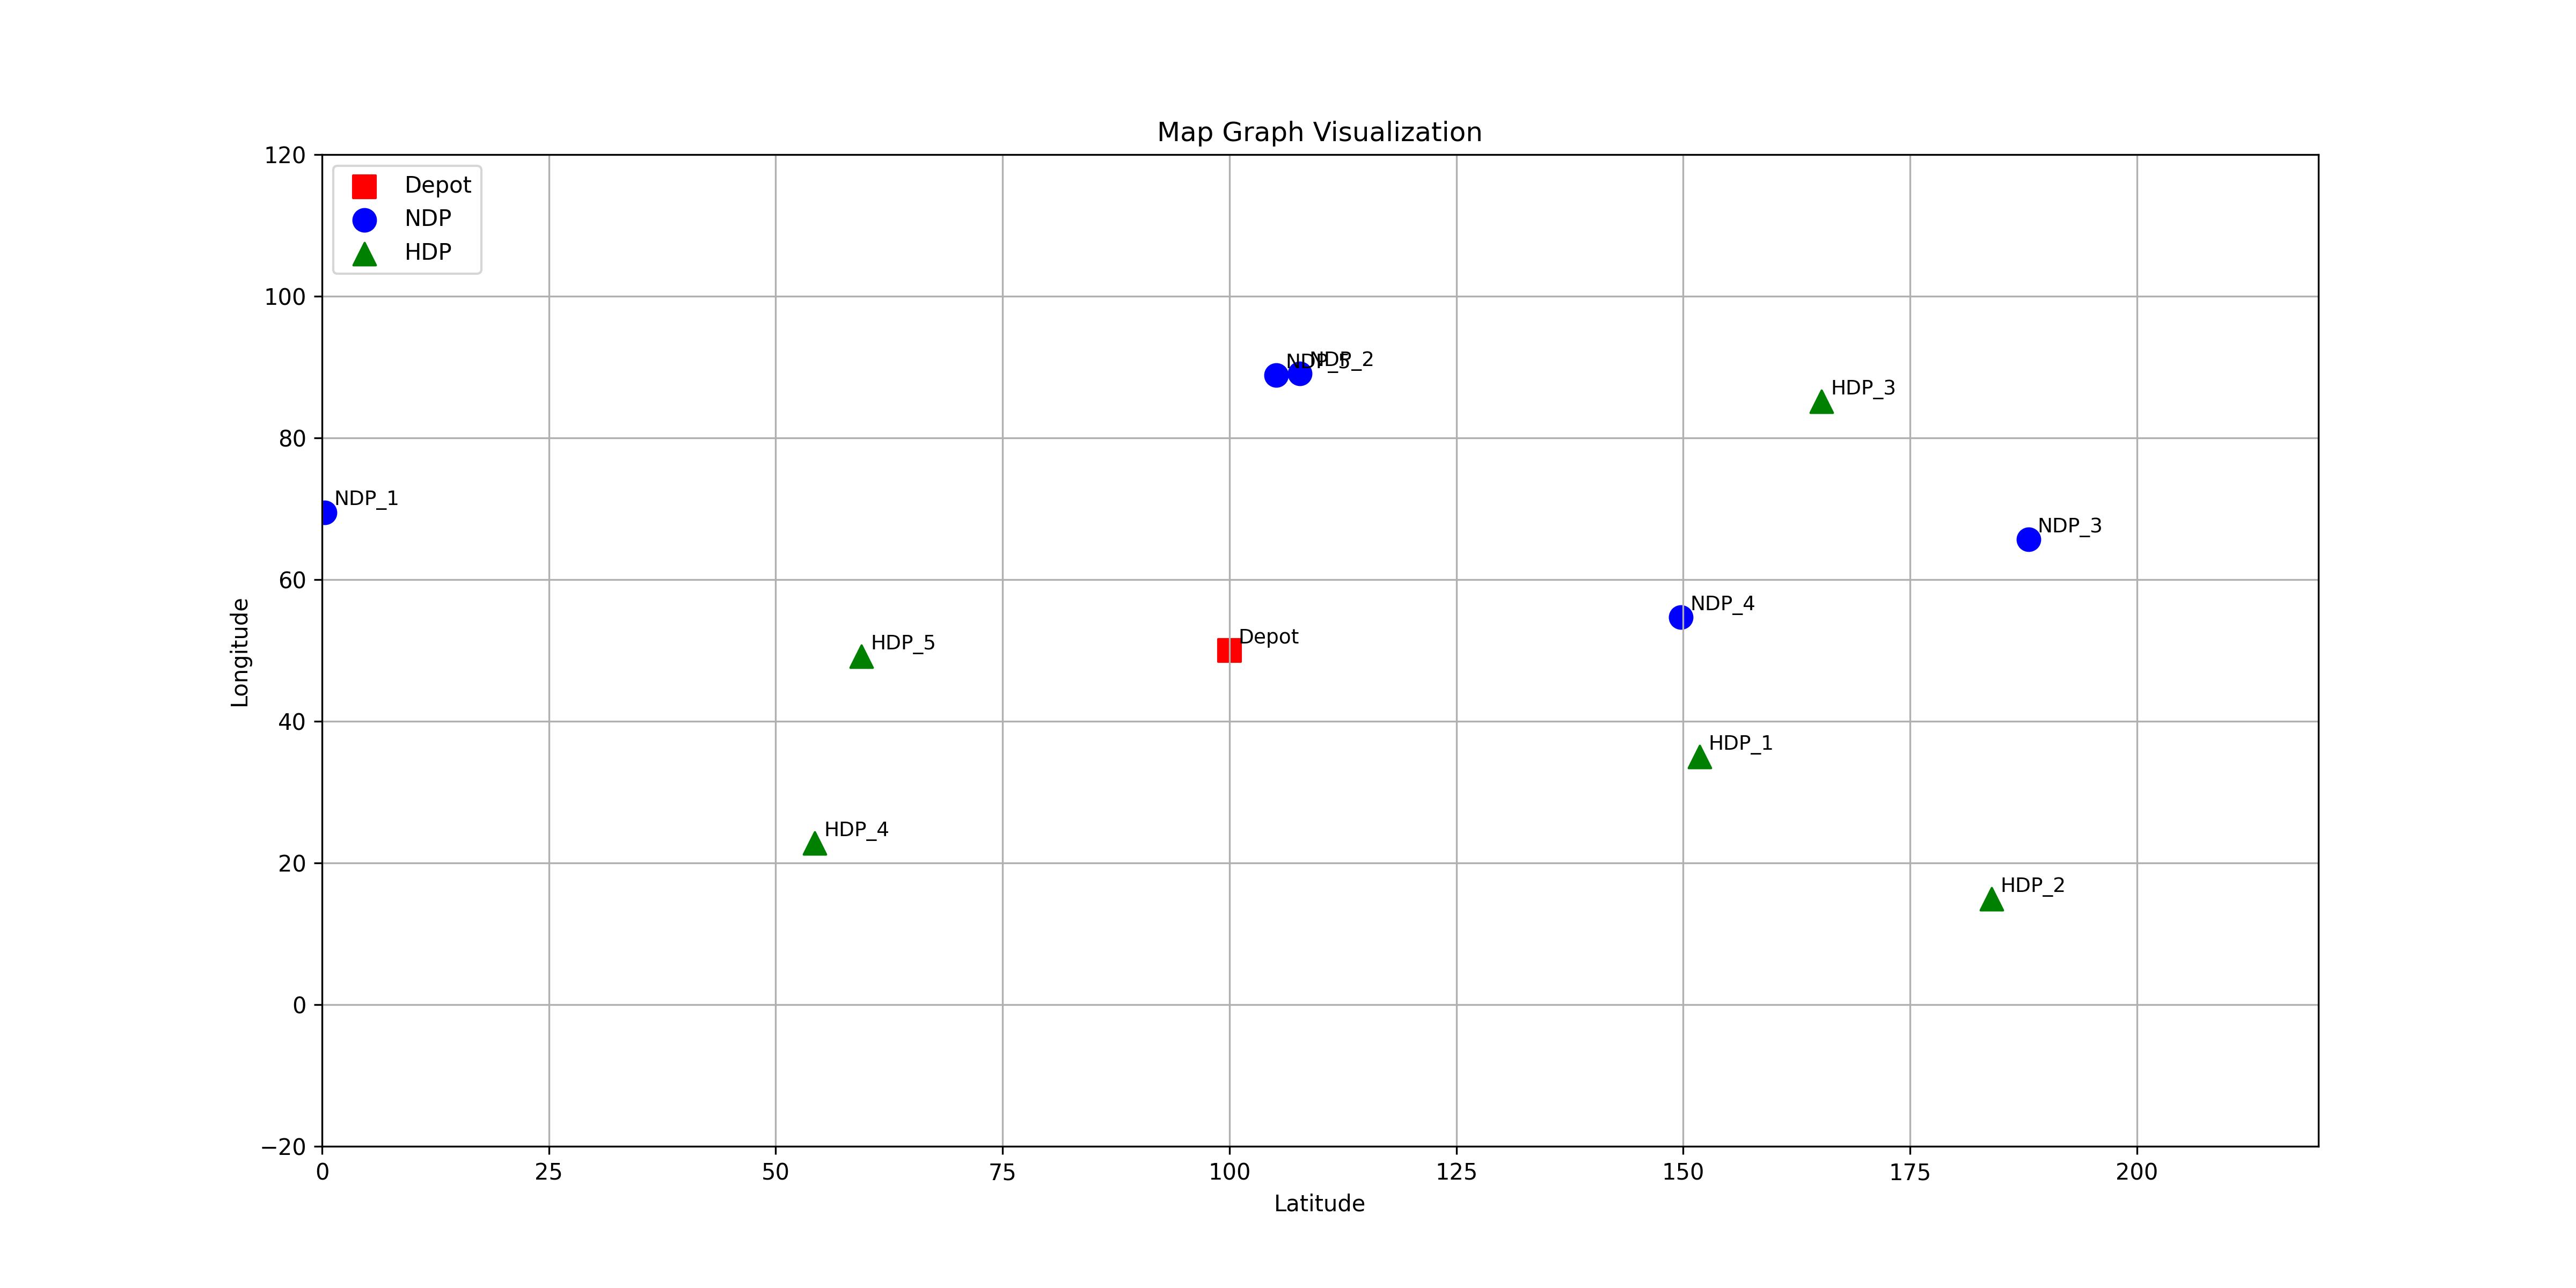 Map Graph Visualization
120
100
80
60
40
20
0
−20
Longitude
Depot
NDP
HDP
NDP_5
NDP_2
HDP_3
NDP_1
NDP_3
NDP_4
Depot
HDP_5
HDP_1
HDP_4
HDP_2
0 25 50 75 100 125 150 175 200
Latitude